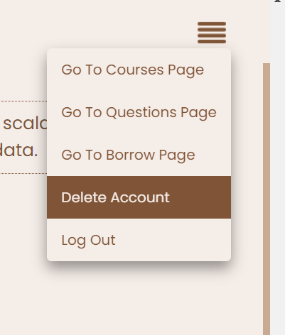 Go To Courses Page
Go To Questions Page
scala
data.
Go To Borrow Page
Delete Account
Log Out